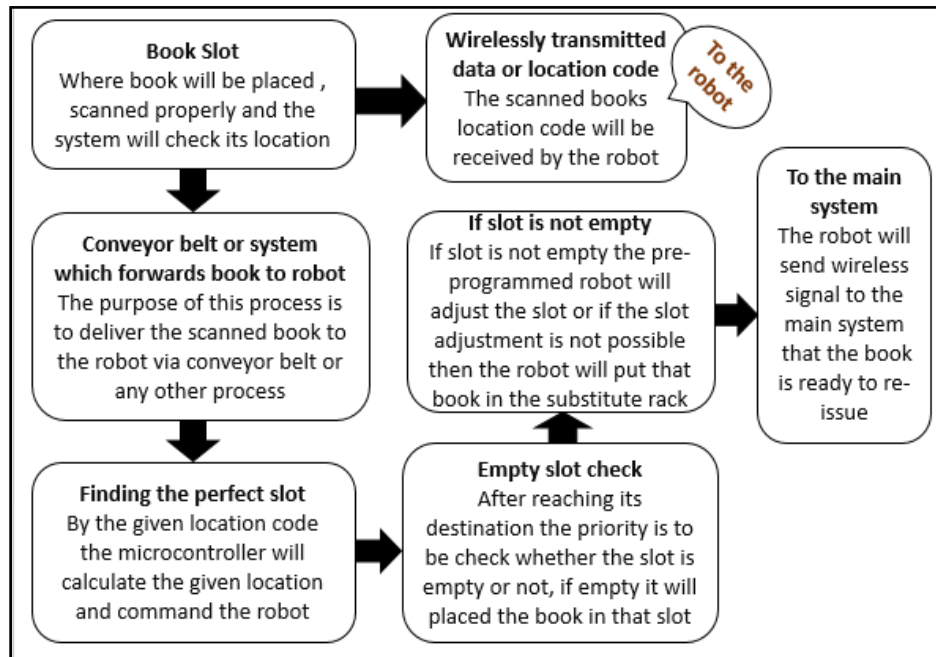 Book Slot
Where book will be placed ,
scanned properly and the
system will check its location
Wirelessly transmitted
data or location code
The scanned books
location code will be
received by the robot
To the
robot
Conveyor belt or system
which forwards book to robot
The purpose of this process is
to deliver the scanned book to
the robot via conveyor belt or
any other process
Finding the perfect slot
By the given location code
the microcontroller will
calculate the given location
and command the robot
Empty slot check
After reaching its
destination the priority is to
be check whether the slot is
empty or not, if empty it will
placed the book in that slot
If slot is not empty
If slot is not empty the pre-
programmed robot will
adjust the slot or if the slot
adjustment is not possible
then the robot will put that
book in the substitute rack
To the main
system
The robot will
send wireless
signal to the
main system
that the book
is ready to re-
issue